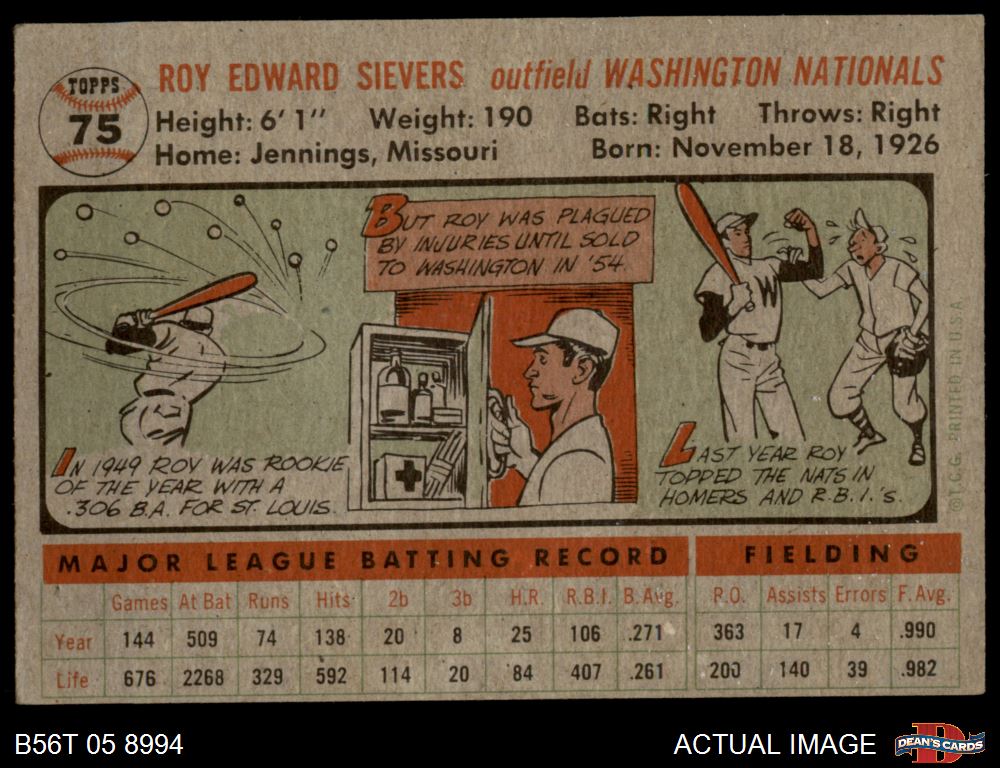 TOPPS
75
ROY EDWARD SIEVERS outfield WASHINGTON NATIONALS
Height: 6' 1" Weight: 190 Bats: Right Throws: Right
Home: Jennings, Missouri Born: November 18, 1926
BUT ROY WAS PLAGUED
BY INJURIES UNTIL SOLD
TO WASHINGTON IN '54.
W
IN 1949 ROY WAS ROOKIE
OF THE YEAR WITH A
.306 B.A. FOR ST. LOUIS.
LAST YEAR ROY
TOPPED THE NATS IN
HOMERS AND R.B.I.'s.
©T.C.G. PRINTED IN U.S.A.
MAJOR LEAGUE BATTING RECORD FIELDING
Games At Bat Runs Hits 2b 3b H.R. R.B.I. B. Avg. P.O. Assists Errors F. Avg.
Year 144 509 74 138 20 8 25 106 .271 363 17 4 .990
Life 676 2268 329 592 114 20 84 407 .261 200 140 39 .982
B56T 05 8994
ACTUAL IMAGE
D
DEAN'S CARDS